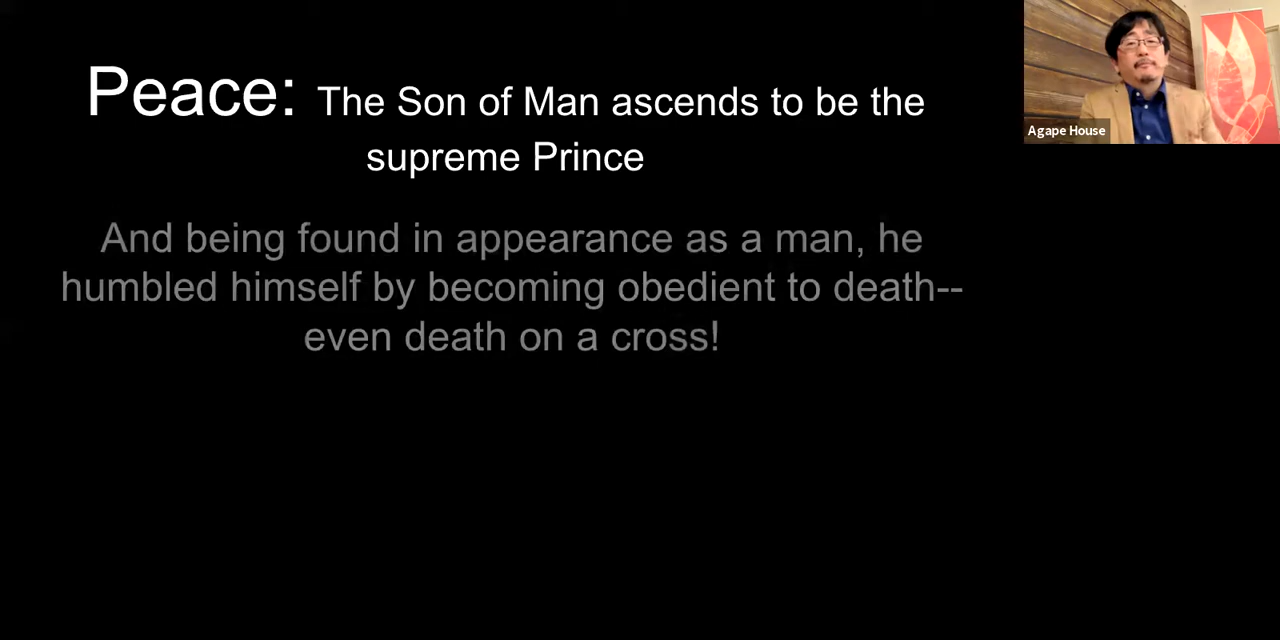 Peace: The Son of Man ascends to be the
supreme Prince
And being found in appearance as a man, he
humbled himself by becoming obedient to death--
even death on a cross!
Agape House